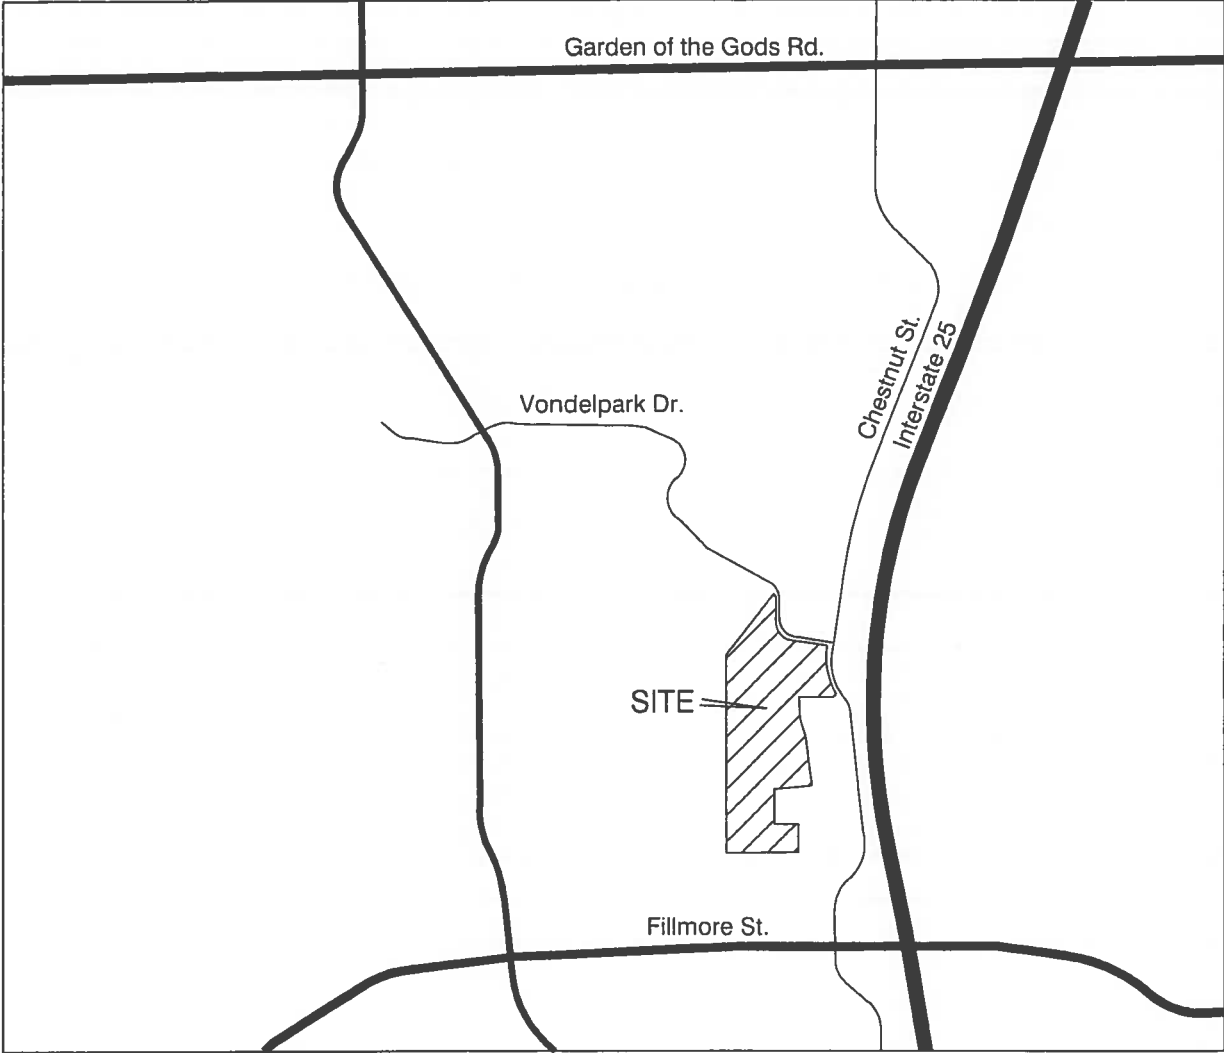 Garden of the Gods Rd.
Chestnut St.
Interstate 25
Vondelpark Dr.
SITE
Fillmore St.